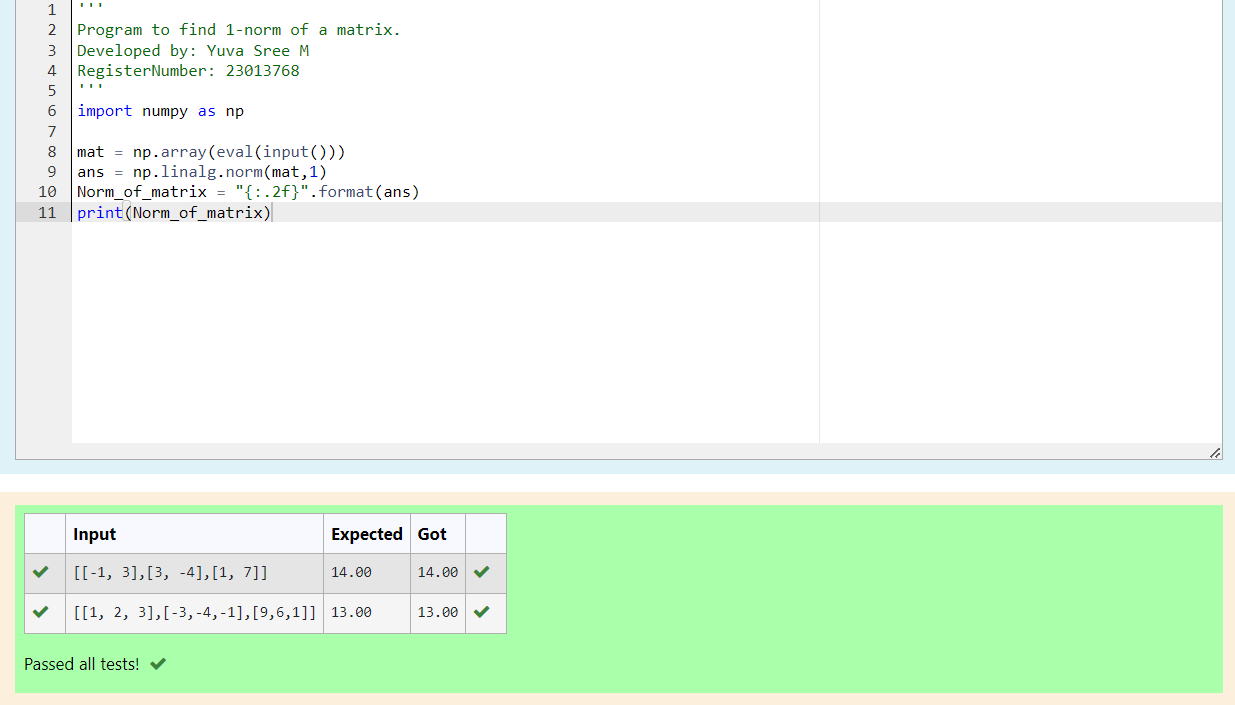 1 '''
2 Program to find 1-norm of a matrix.
3 Developed by: Yuva Sree M
4 RegisterNumber: 23013768
5 '''
6 import numpy as np
7
8 mat = np.array(eval(input()))
9 ans = np.linalg.norm(mat,1)
10 Norm_of_matrix = "{:.2f}".format(ans)
11 print(Norm_of_matrix)
Input Expected Got
[[-1, 3],[3, -4],[1, 7]] 14.00 14.00
[[1, 2, 3],[-3,-4,-1],[9,6,1]] 13.00 13.00
Passed all tests!